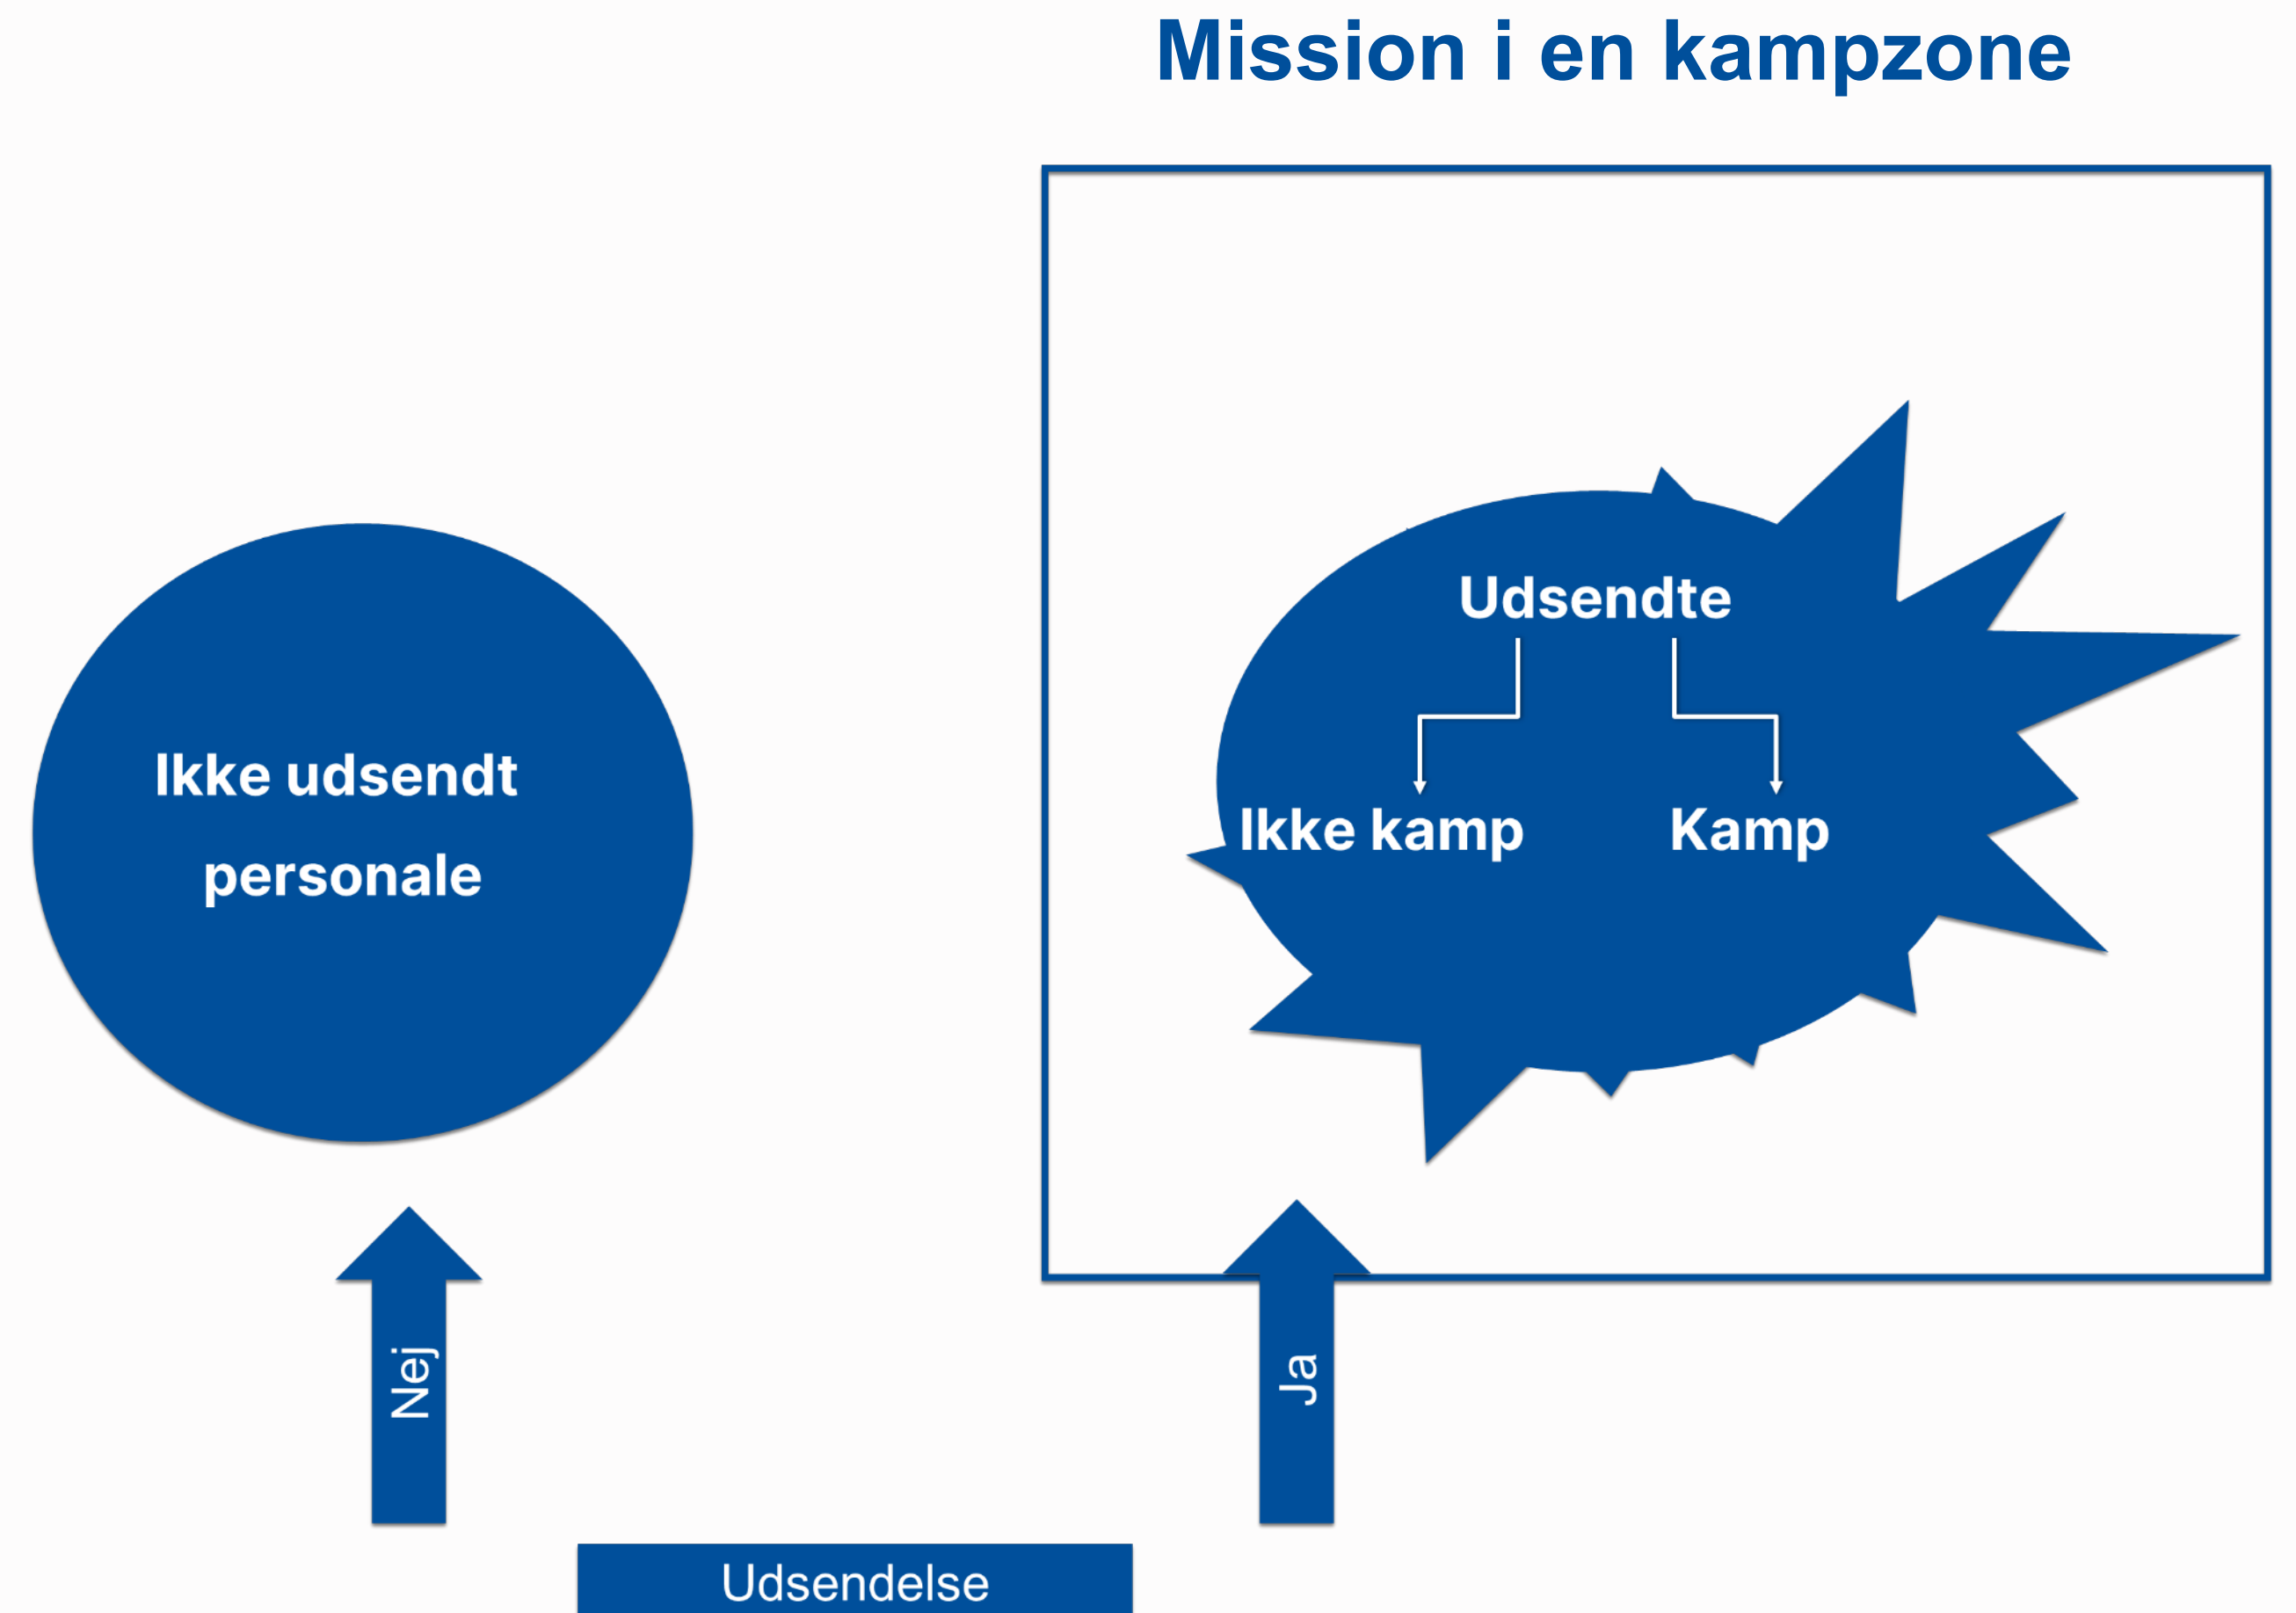 Mission i en kampzone
Udsendte
Ikke udsendt
personale
Ikke kamp
Kamp
Nej
Ja
Udsendelse